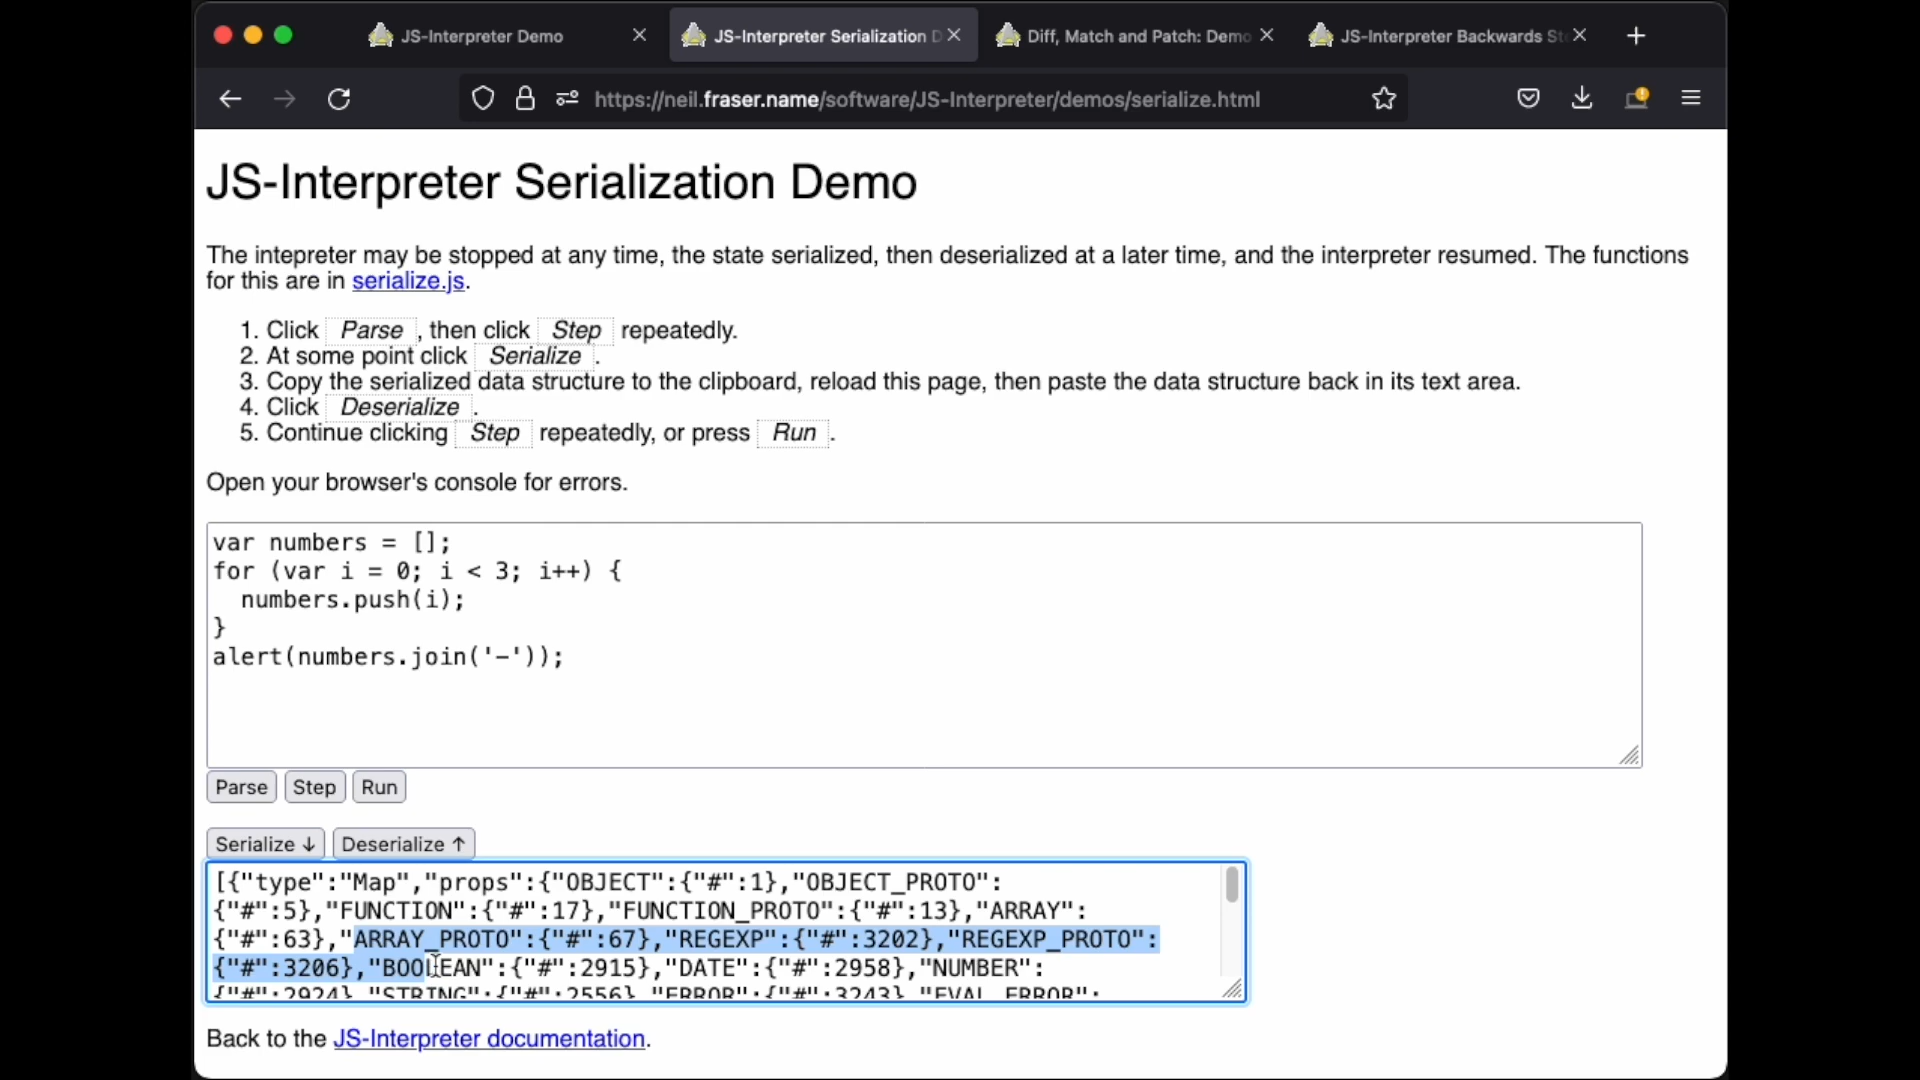 JS-Interpreter Demo
JS-Interpreter Serialization D
Diff, Match and Patch: Demo
JS-Interpreter Backwards St
https://neil.fraser.name/software/JS-Interpreter/demos/serialize.html
JS-Interpreter Serialization Demo
The intepreter may be stopped at any time, the state serialized, then deserialized at a later time, and the interpreter resumed. The functions
for this are in serialize.js.
1. Click Parse , then click Step repeatedly.
2. At some point click Serialize .
3. Copy the serialized data structure to the clipboard, reload this page, then paste the data structure back in its text area.
4. Click Deserialize .
5. Continue clicking Step repeatedly, or press Run .
Open your browser's console for errors.
var numbers = [];
for (var i = 0; i < 3; i++) {
  numbers.push(i);
}
alert(numbers.join('-'));
Parse Step Run
Serialize ↓ Deserialize ↑
[{"type":"Map","props":{"OBJECT":{"#":1},"OBJECT_PROTO":
{"#":5},"FUNCTION":{"#":17},"FUNCTION_PROTO":{"#":13},"ARRAY":
{"#":63},"ARRAY_PROTO":{"#":67},"REGEXP":{"#":3202},"REGEXP_PROTO":
{"#":3206},"BOOLEAN":{"#":2915},"DATE":{"#":2958},"NUMBER":
{"#":2924},"STRING":{"#":2556},"ERROR":{"#":3243},"EVAL_ERROR":
Back to the JS-Interpreter documentation.